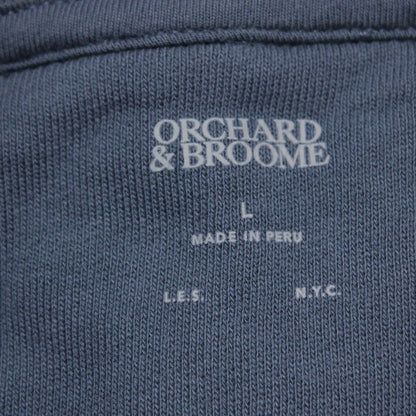 ORCHARD
& BROOME
L
MADE IN PERU
L.E.S. N.Y.C.